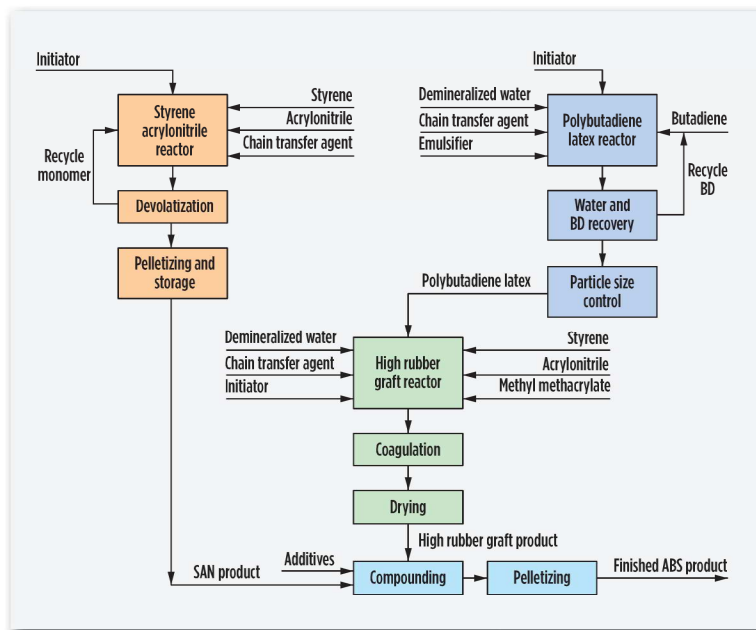 Initiator
Styrene
acrylonitrile
reactor
Styrene
Acrylonitrile
Chain transfer agent
Recycle
monomer
Devolatization
Pelletizing and
storage
Initiator
Demineralized water
Chain transfer agent
Emulsifier
Polybutadiene
latex reactor
Butadiene
Recycle
BD
Water and
BD recovery
Particle size
control
Polybutadiene latex
Demineralized water
Chain transfer agent
Initiator
High rubber
graft reactor
Styrene
Acrylonitrile
Methyl methacrylate
Coagulation
Drying
High rubber graft product
Additives
SAN product
Compounding
Pelletizing
Finished ABS product